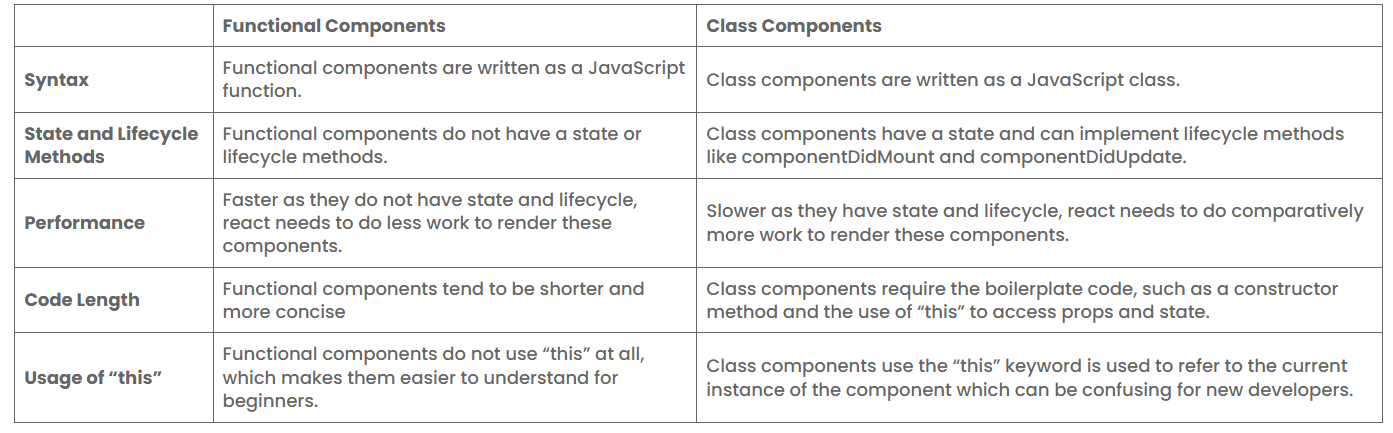 Functional Components
Class Components
Syntax
Functional components are written as a JavaScript
function.
Class components are written as a JavaScript class.
State and Lifecycle
Methods
Functional components do not have a state or
lifecycle methods.
Class components have a state and can implement lifecycle methods
like componentDidMount and componentDidUpdate.
Performance
Faster as they do not have state and lifecycle,
react needs to do less work to render these
components.
Slower as they have state and lifecycle, react needs to do comparatively
more work to render these components.
Code Length
Functional components tend to be shorter and
more concise
Class components require the boilerplate code, such as a constructor
method and the use of “this” to access props and state.
Usage of “this”
Functional components do not use “this” at all,
which makes them easier to understand for
beginners.
Class components use the “this” keyword is used to refer to the current
instance of the component which can be confusing for new developers.